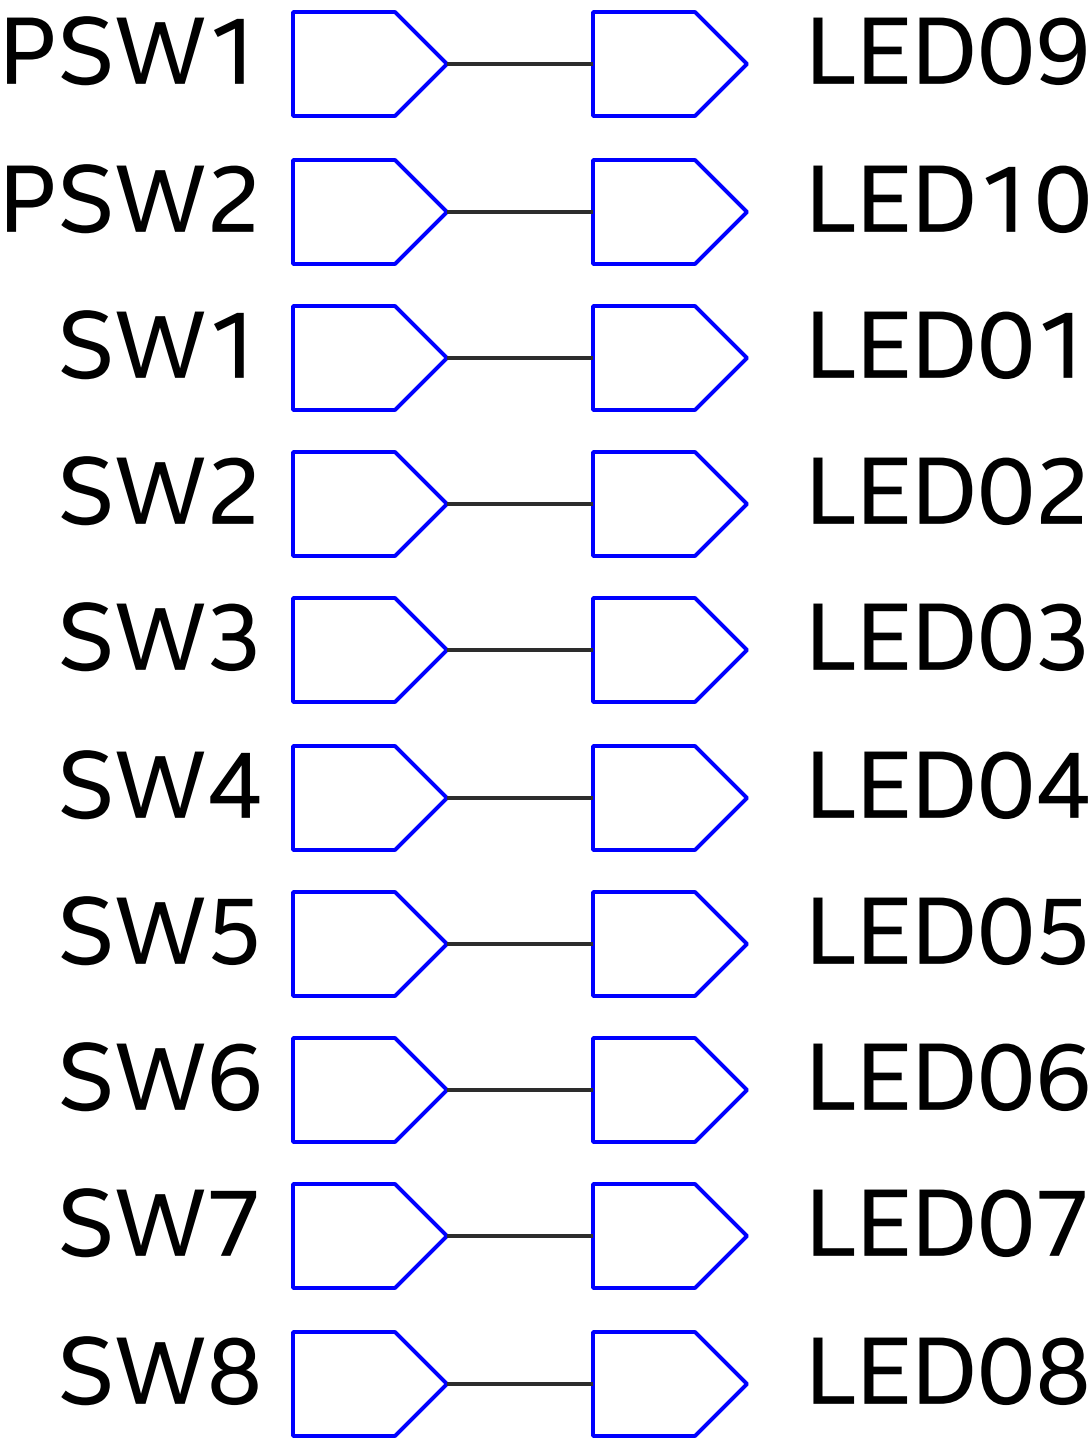 PSW1 LED09
PSW2 LED10
SW1 LED01
SW2 LED02
SW3 LED03
SW4 LED04
SW5 LED05
SW6 LED06
SW7 LED07
SW8 LED08